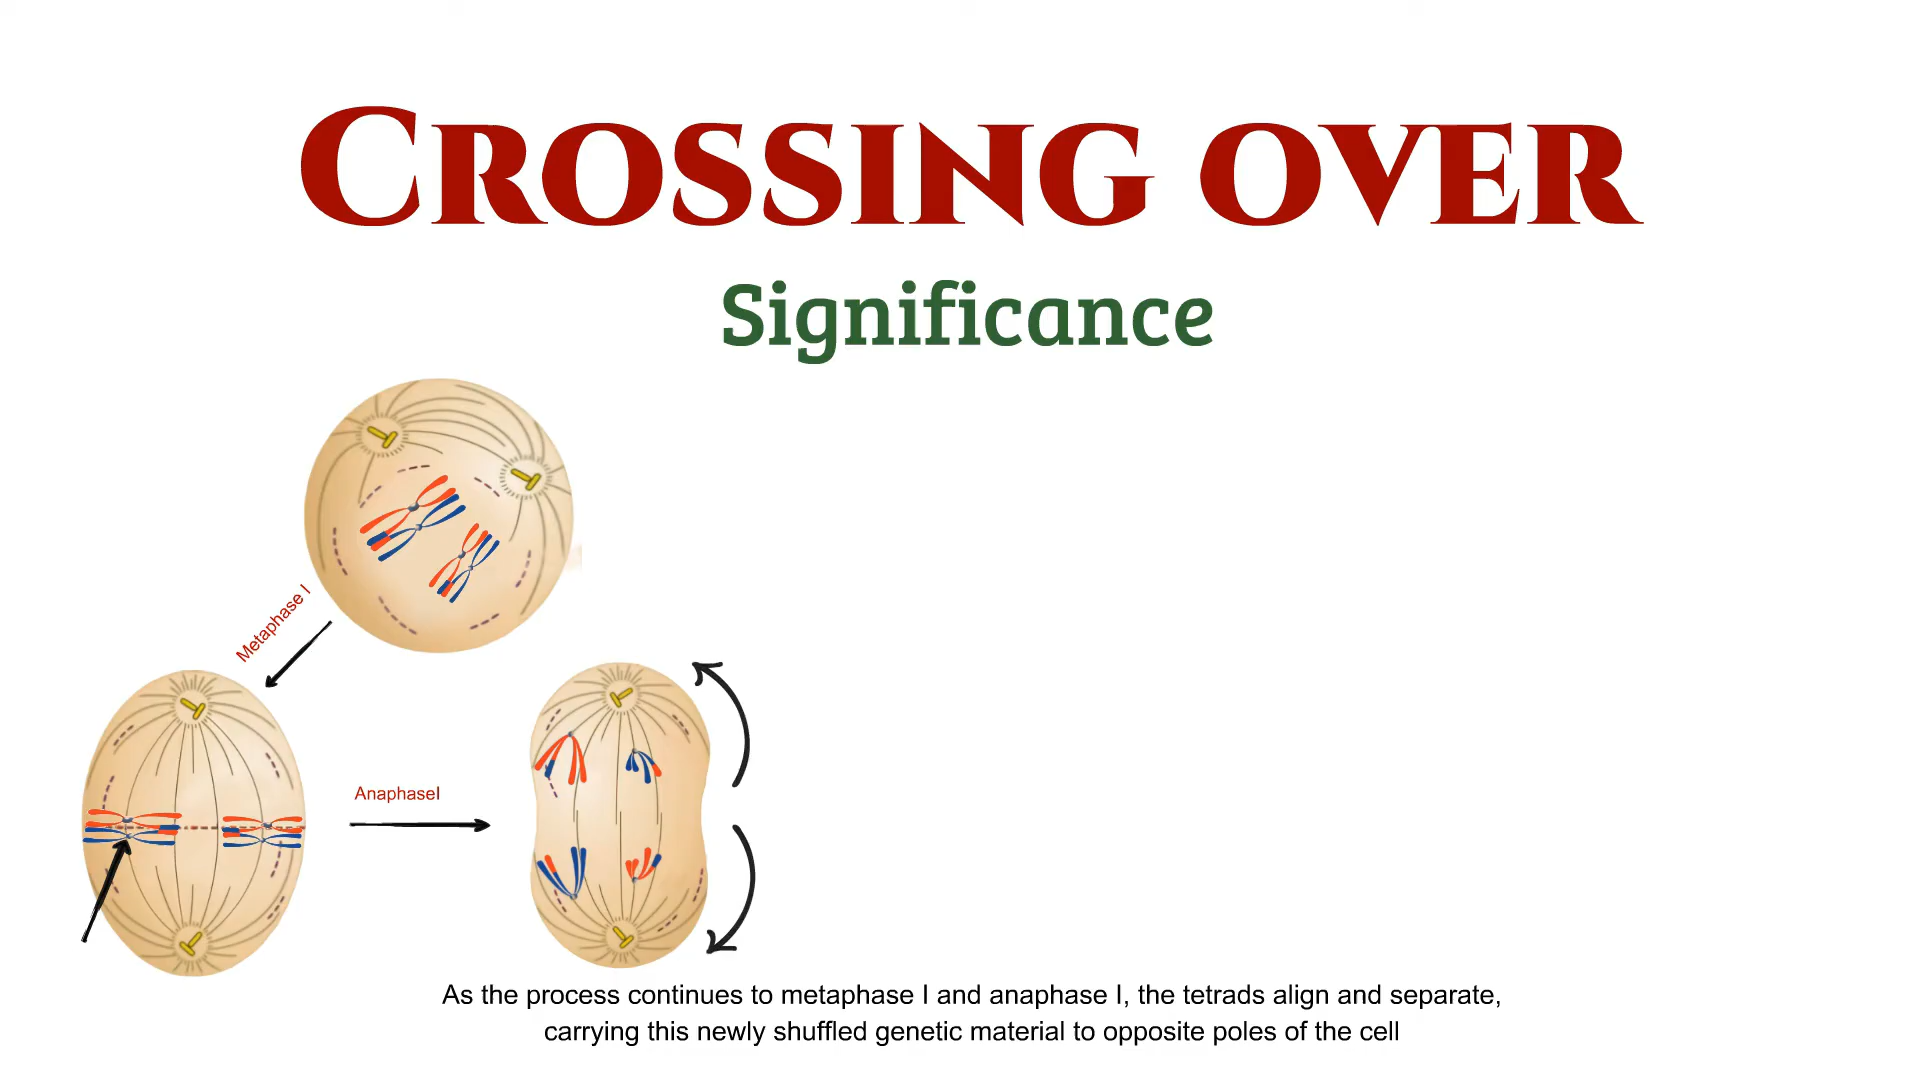 Crossing over
Significance
Metaphase I
AnaphaseI
As the process continues to metaphase I and anaphase I, the tetrads align and separate,
carrying this newly shuffled genetic material to opposite poles of the cell